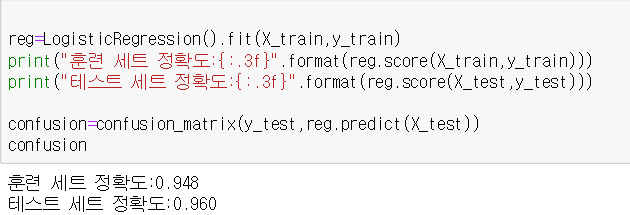 reg=LogisticRegression().fit(X_train,y_train)
print("훈련 세트 정확도:{:.3f}".format(reg.score(X_train,y_train)))
print("테스트 세트 정확도:{:.3f}".format(reg.score(X_test,y_test)))
confusion=confusion_matrix(y_test,reg.predict(X_test))
confusion
훈련 세트 정확도:0.948
테스트 세트 정확도:0.960